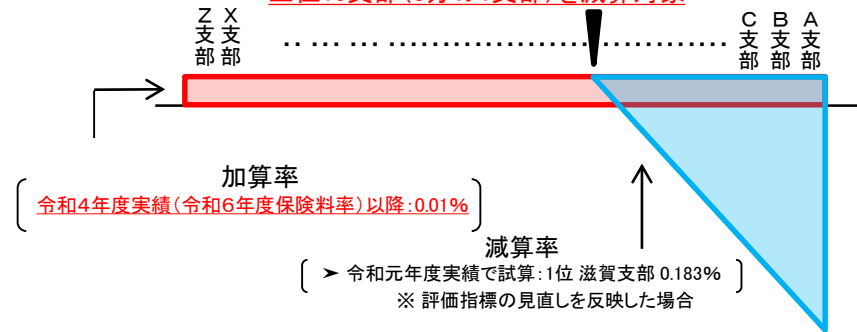 Z支部
X支部
‥ ‥ ‥ ‥‥‥‥‥‥‥‥‥‥‥‥‥‥‥‥
C支部
B支部
A支部
加算率
令和4年度実績(令和6年度保険料率)以降:0.01%
減算率
➤ 令和元年度実績で試算:1位 滋賀支部 0.183%
※ 評価指標の見直しを反映した場合